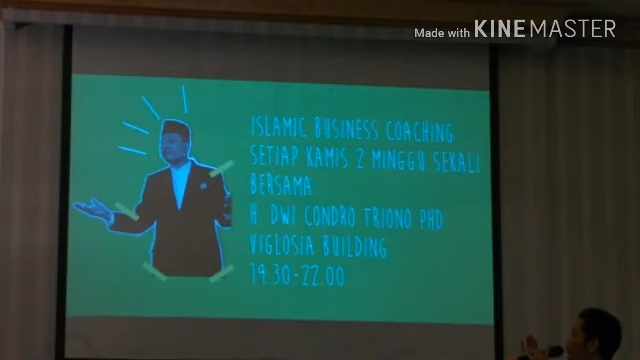 Made with KINEMASTER
ISLAMIC BUSINESS COACHING
SETIAP KAMIS 2 MINGGU SEKALI
BERSAMA
H. DWI CONDRO TRIONO PHD
VIGLOSIA BUILDING
19.30-22.00